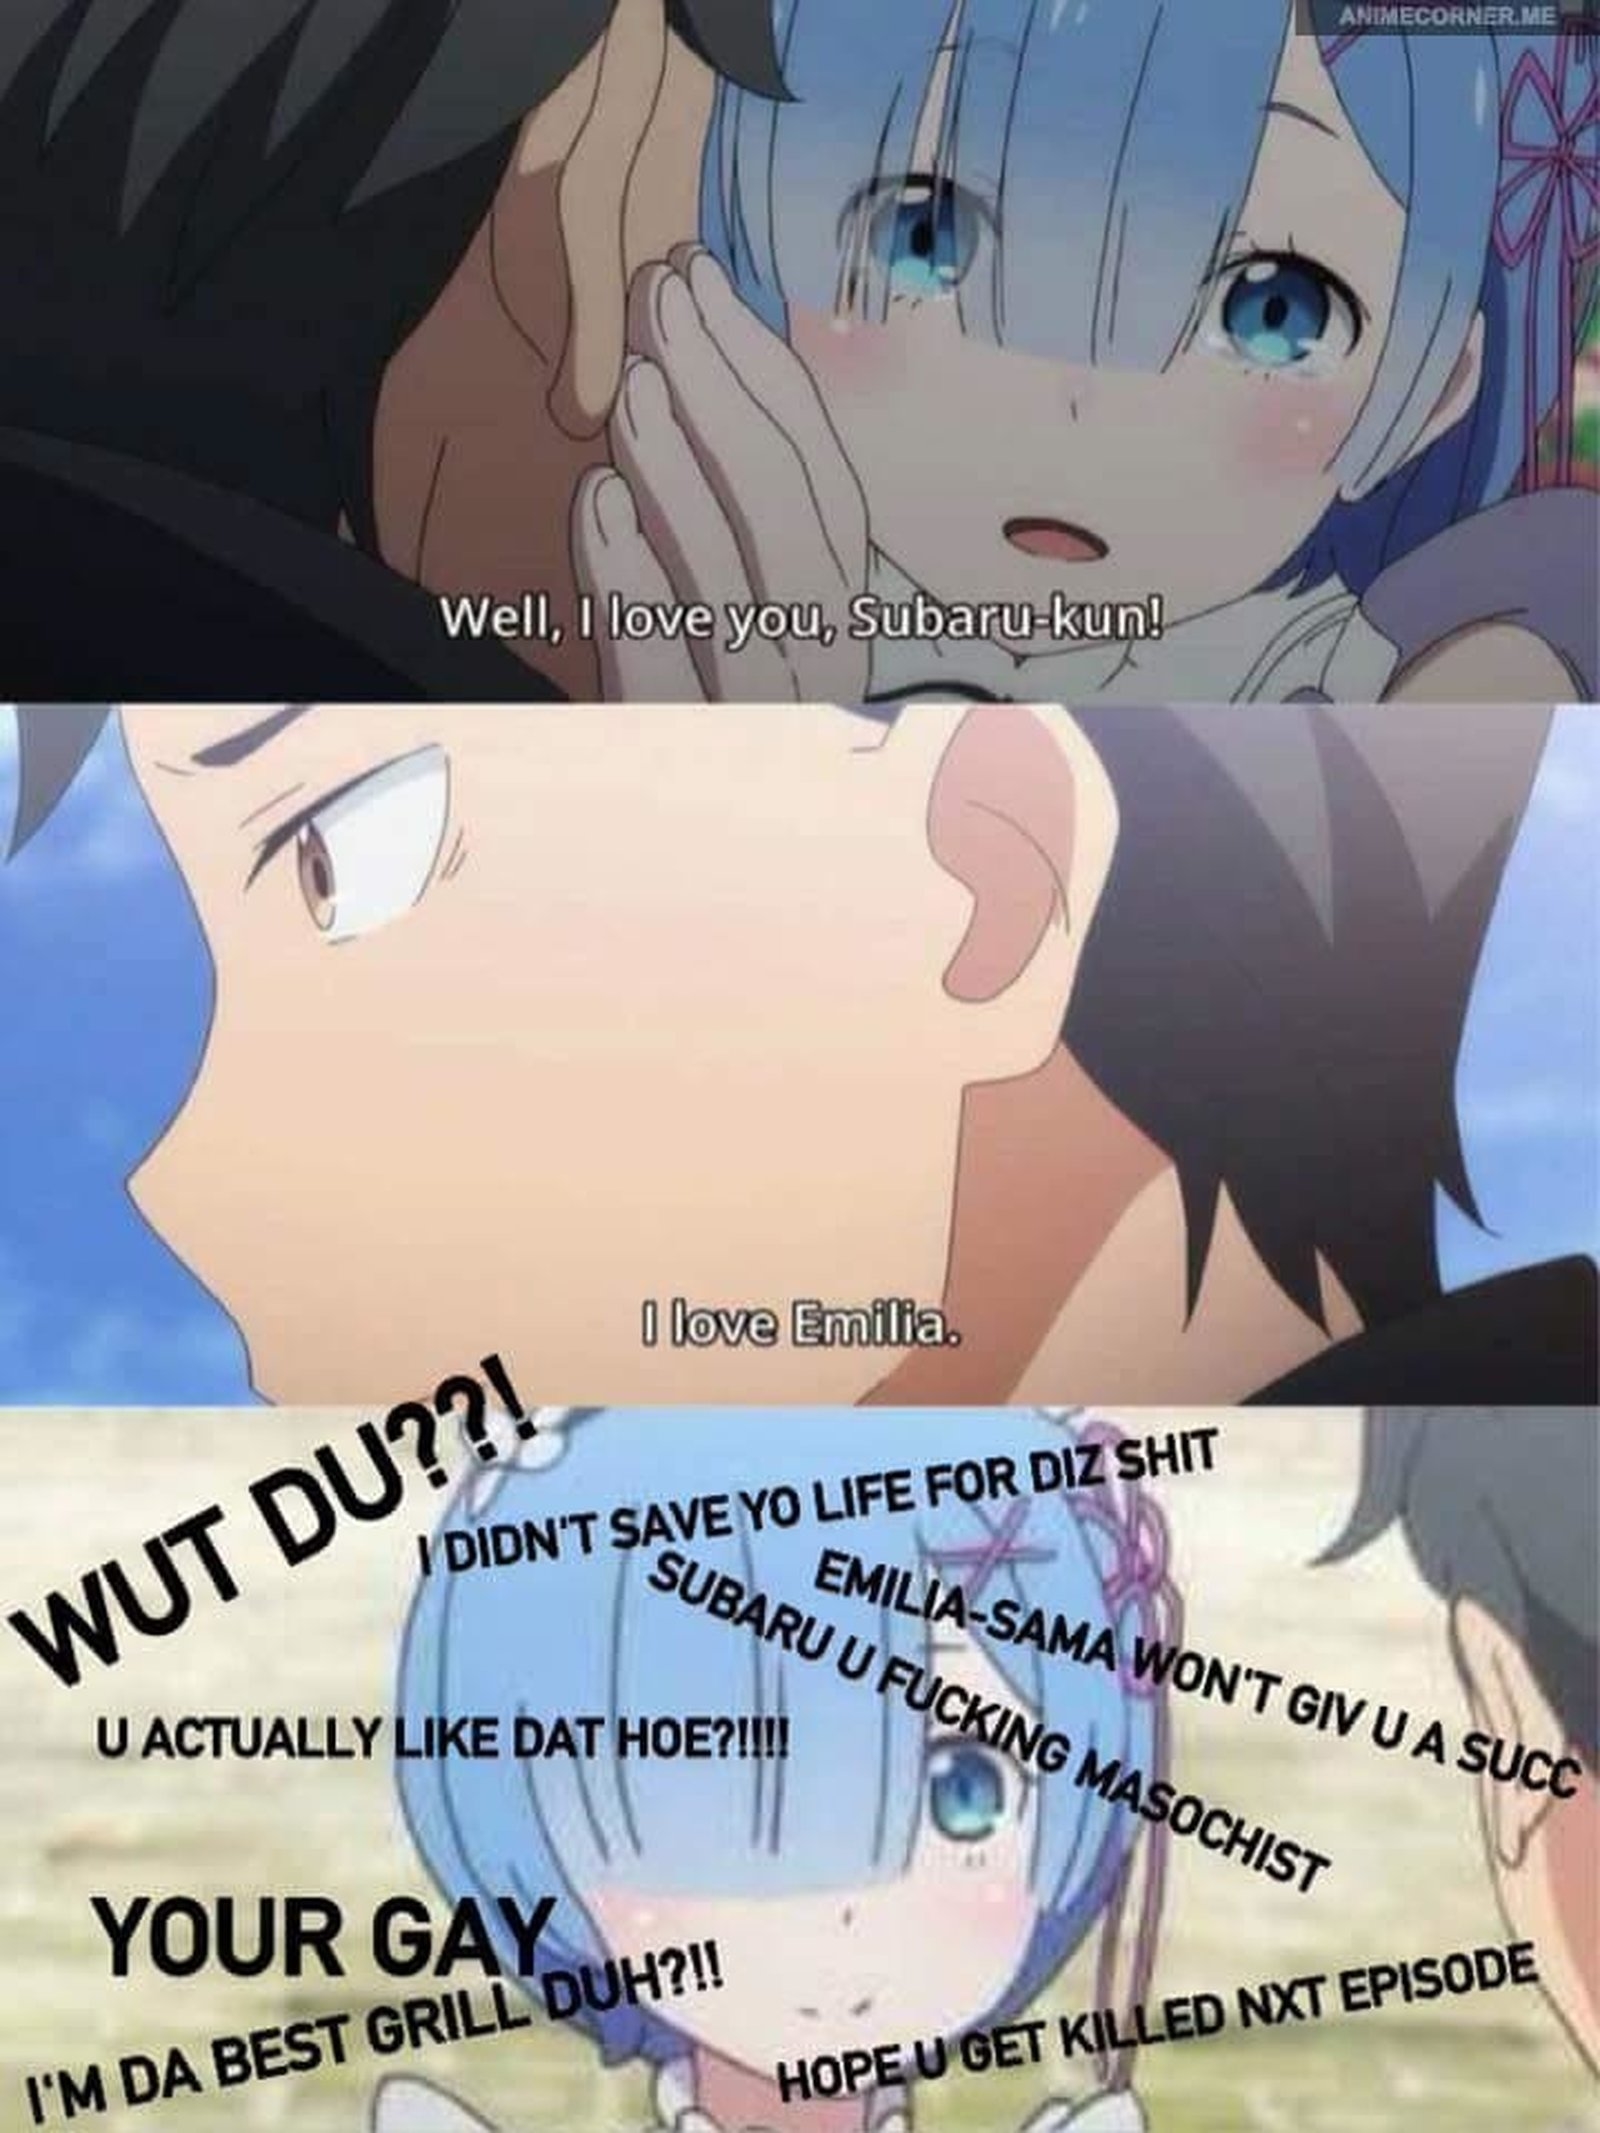 ANIMECORNER.ME
Well, I love you, Subaru-kun!
I love Emilia.
WUT DU??!
I DIDN'T SAVE YO LIFE FOR DIZ SHIT
EMILIA-SAMA WON'T GIV U A SUCC
SUBARU U FUCKING MASOCHIST
U ACTUALLY LIKE DAT HOE?!!!!
YOUR GAY
I'M DA BEST GRILL DUH?!!
HOPE U GET KILLED NXT EPISODE